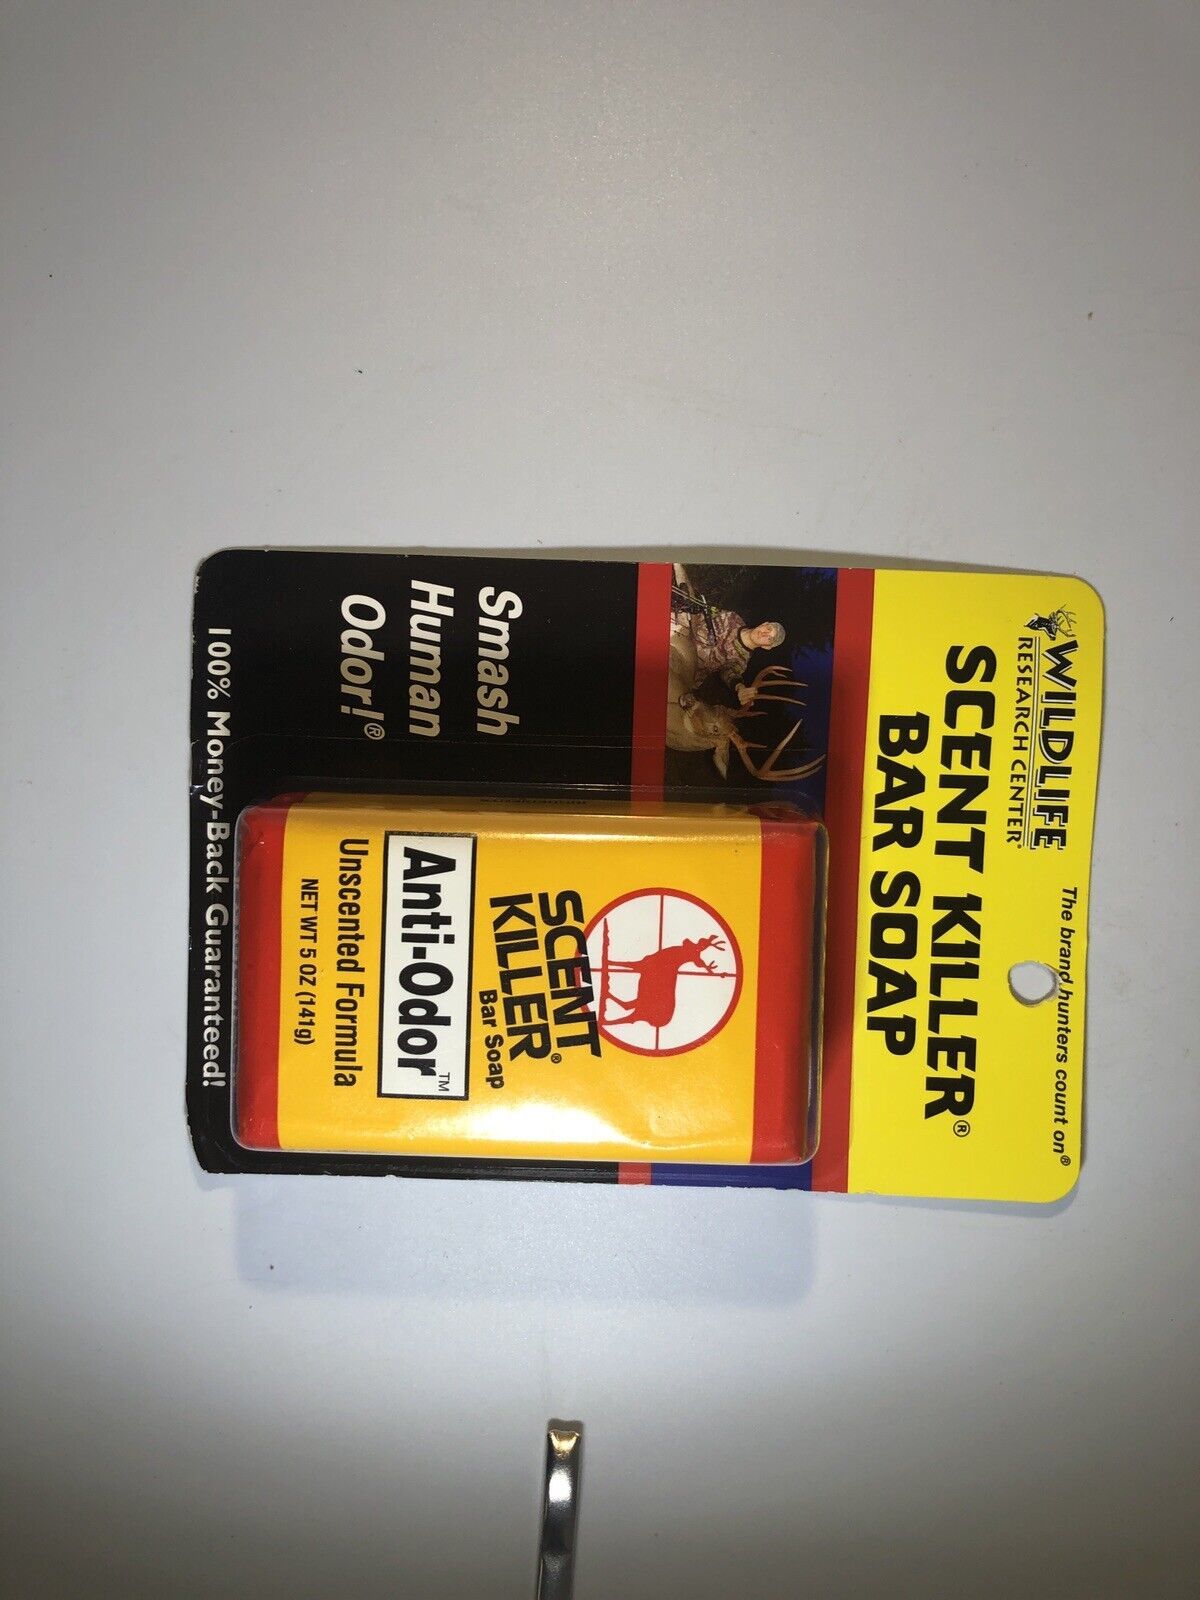 The brand hunters count on®
WILDLIFE
RESEARCH CENTER®
SCENT KILLER®
BAR SOAP
Smash
Human
Odor!®
SCENT
KILLER®
Bar Soap
Anti-Odor™
Unscented Formula
NET WT 5 OZ (141g)
100% Money-Back Guaranteed!